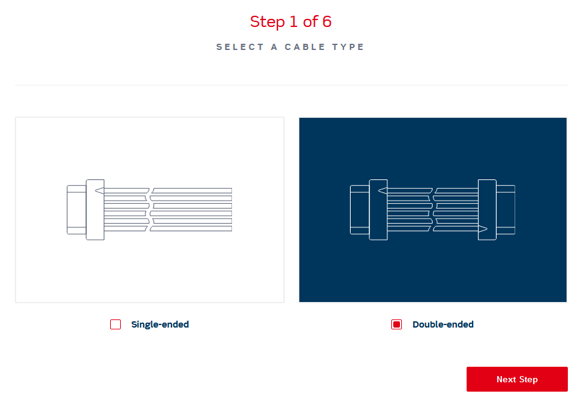 Step 1 of 6
SELECT A CABLE TYPE
Single-ended
Double-ended
Next Step